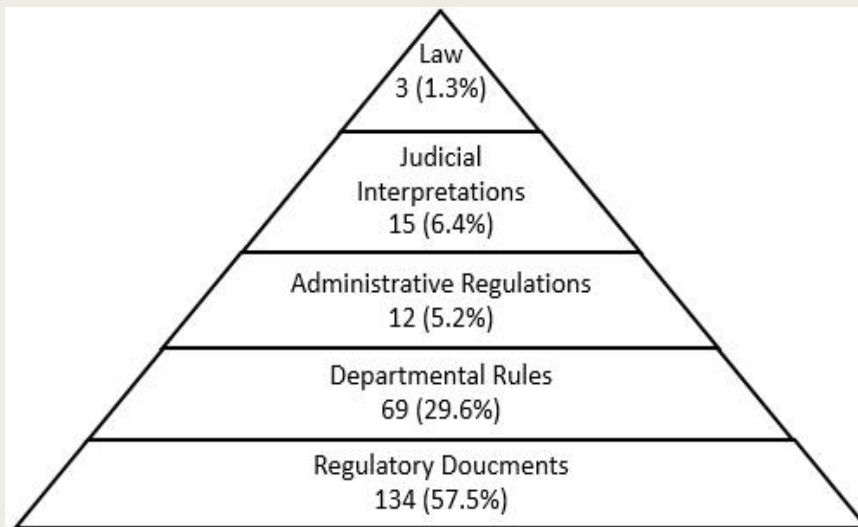 Law
3 (1.3%)
Judicial
Interpretations
15 (6.4%)
Administrative Regulations
12 (5.2%)
Departmental Rules
69 (29.6%)
Regulatory Doucments
134 (57.5%)